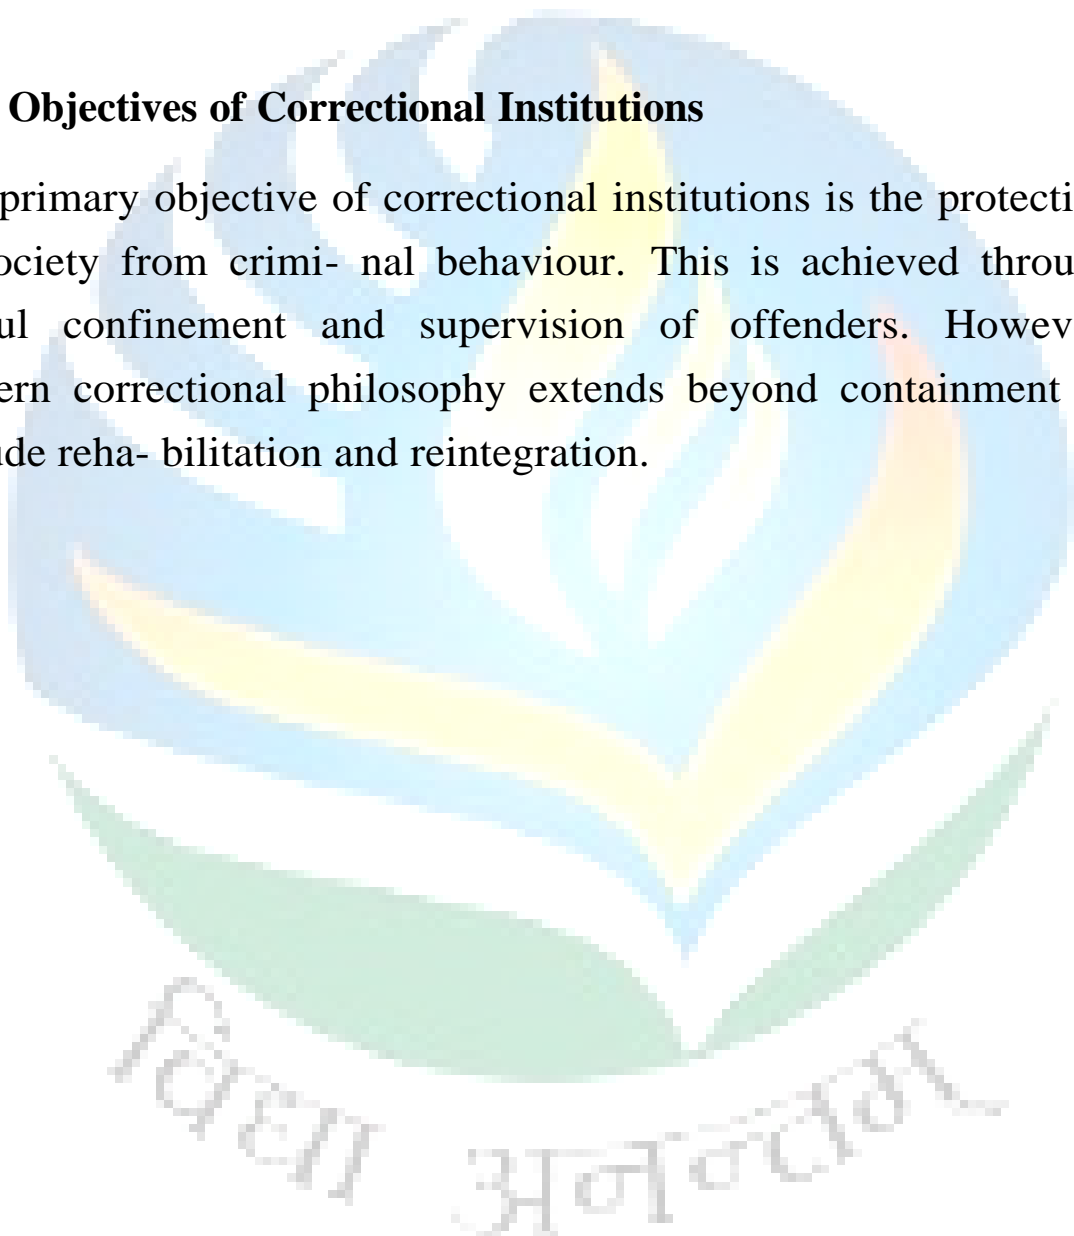 Objectives of Correctional Institutions
primary objective of correctional institutions is the protecti
ociety from crimi- nal behaviour. This is achieved throu
ul confinement and supervision of offenders. Howev
ern correctional philosophy extends beyond containment
ude reha- bilitation and reintegration.
विद्या अनन्तम्